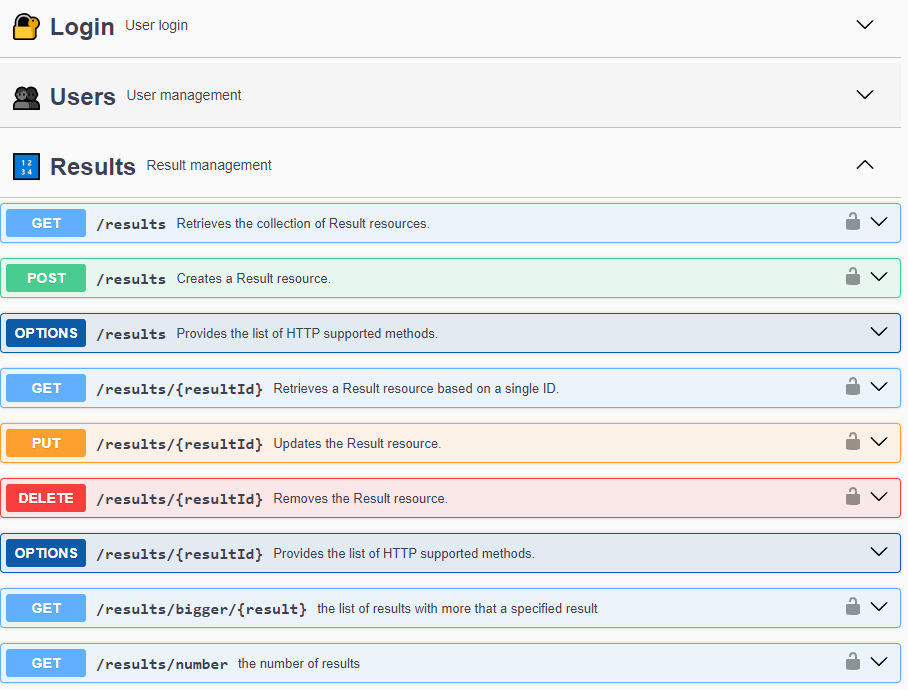 Login User login
Users User management
1 2
3 4
Results Result management
GET /results Retrieves the collection of Result resources.
POST /results Creates a Result resource.
OPTIONS /results Provides the list of HTTP supported methods.
GET /results/{resultId} Retrieves a Result resource based on a single ID.
PUT /results/{resultId} Updates the Result resource.
DELETE /results/{resultId} Removes the Result resource.
OPTIONS /results/{resultId} Provides the list of HTTP supported methods.
GET /results/bigger/{result} the list of results with more that a specified result
GET /results/number the number of results